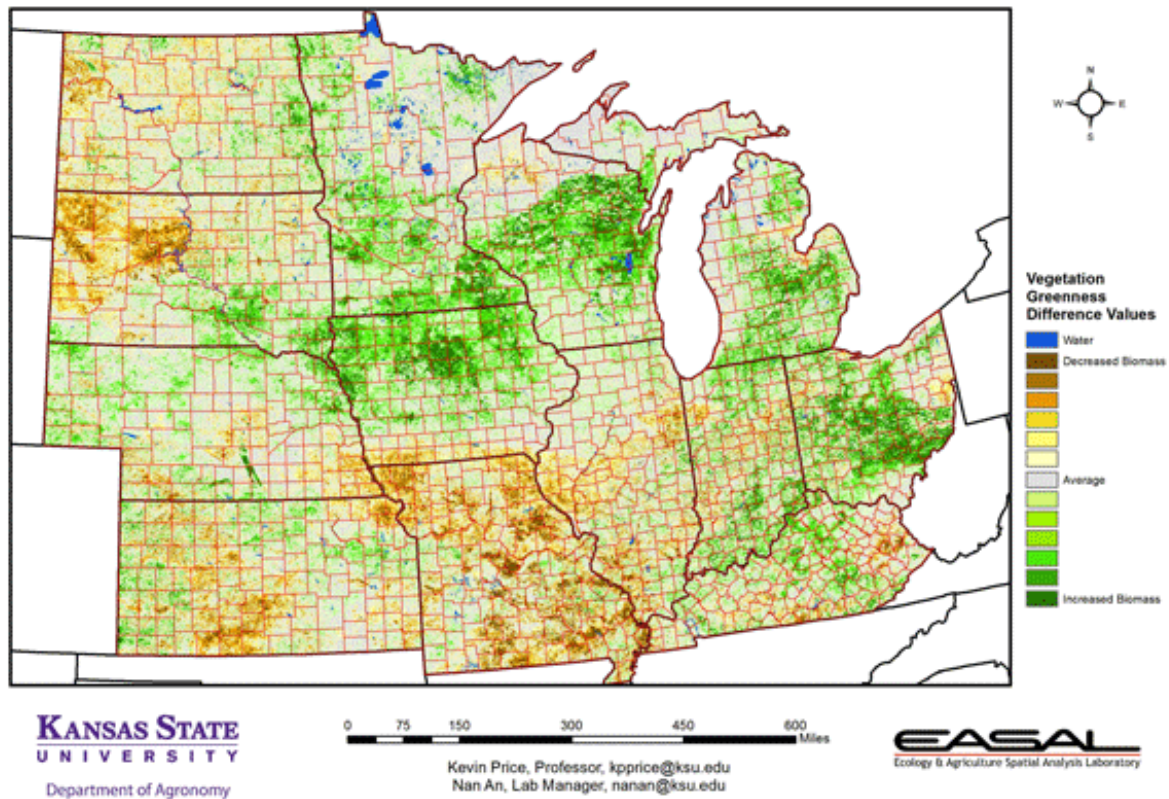 N
W E
S
Vegetation
Greenness
Difference Values
Water
Decreased Biomass
Average
Increased Biomass
KANSAS STATE
UNIVERSITY
Department of Agronomy
0 75 150 300 450 600
Miles
Kevin Price, Professor, kpprice@ksu.edu
Nan An, Lab Manager, nanan@ksu.edu
EASAL
Ecology & Agriculture Spatial Analysis Laboratory